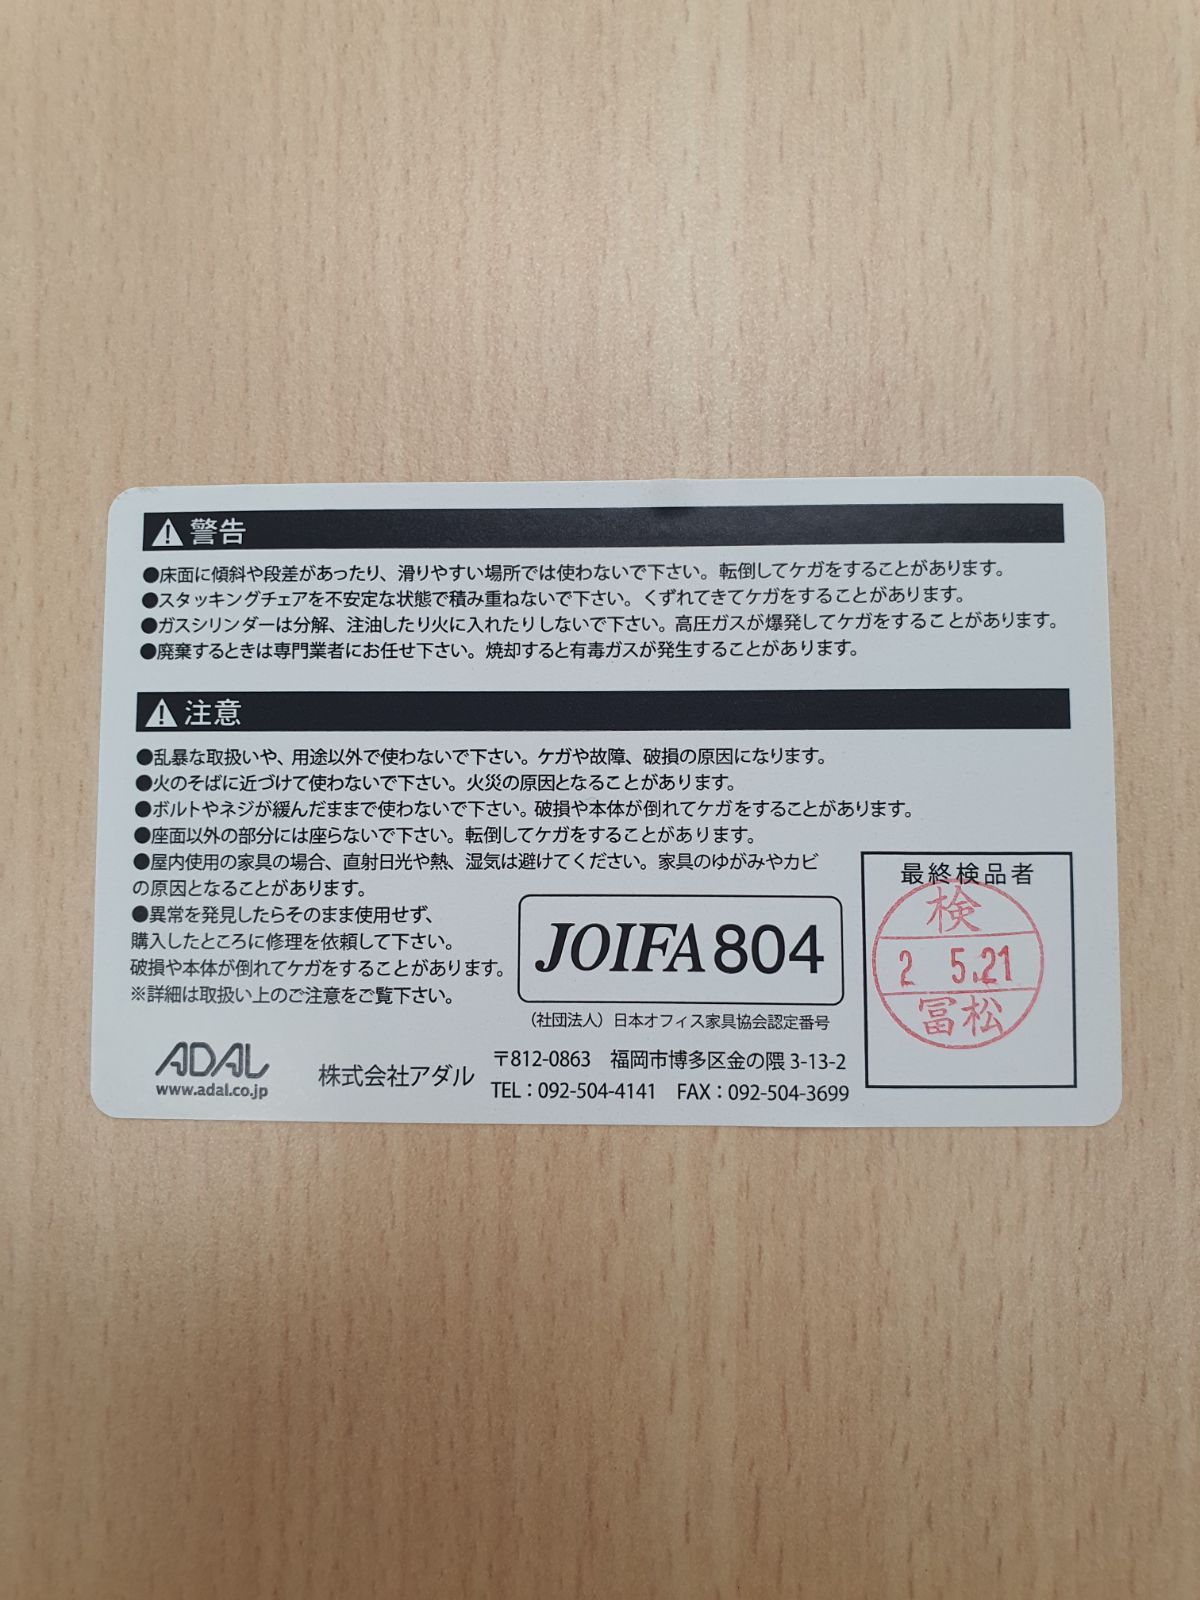 警告
●床面に傾斜や段差があったり、滑りやすい場所では使わないで下さい。転倒してケガをすることがあります。
●スタッキングチェアを不安定な状態で積み重ねないで下さい。くずれてきてケガをすることがあります。
●ガスシリンダーは分解、注油したり火に入れたりしないで下さい。高圧ガスが爆発してケガをすることがあります。
●廃棄するときは専門業者にお任せ下さい。焼却すると有毒ガスが発生することがあります。
注意
●乱暴な取扱いや、用途以外で使わないで下さい。ケガや故障、破損の原因になります。
●火のそばに近づけて使わないで下さい。火災の原因となることがあります。
●ボルトやネジが緩んだままで使わないで下さい。破損や本体が倒れてケガをすることがあります。
●座面以外の部分には座らないで下さい。転倒してケガをすることがあります。
●屋内使用の家具の場合、直射日光や熱、湿気は避けてください。家具のゆがみやカビ
の原因となることがあります。
●異常を発見したらそのまま使用せず、
購入したところに修理を依頼して下さい。
破損や本体が倒れてケガをすることがあります。
※詳細は取扱い上のご注意をご覧下さい。
JOIFA 804
(社団法人)日本オフィス家具協会認定番号
最終検品者
検
2 5.21
冨松
ADAL
www.adal.co.jp
株式会社アダル
〒812-0863 福岡市博多区金の隈 3-13-2
TEL:092-504-4141 FAX:092-504-3699